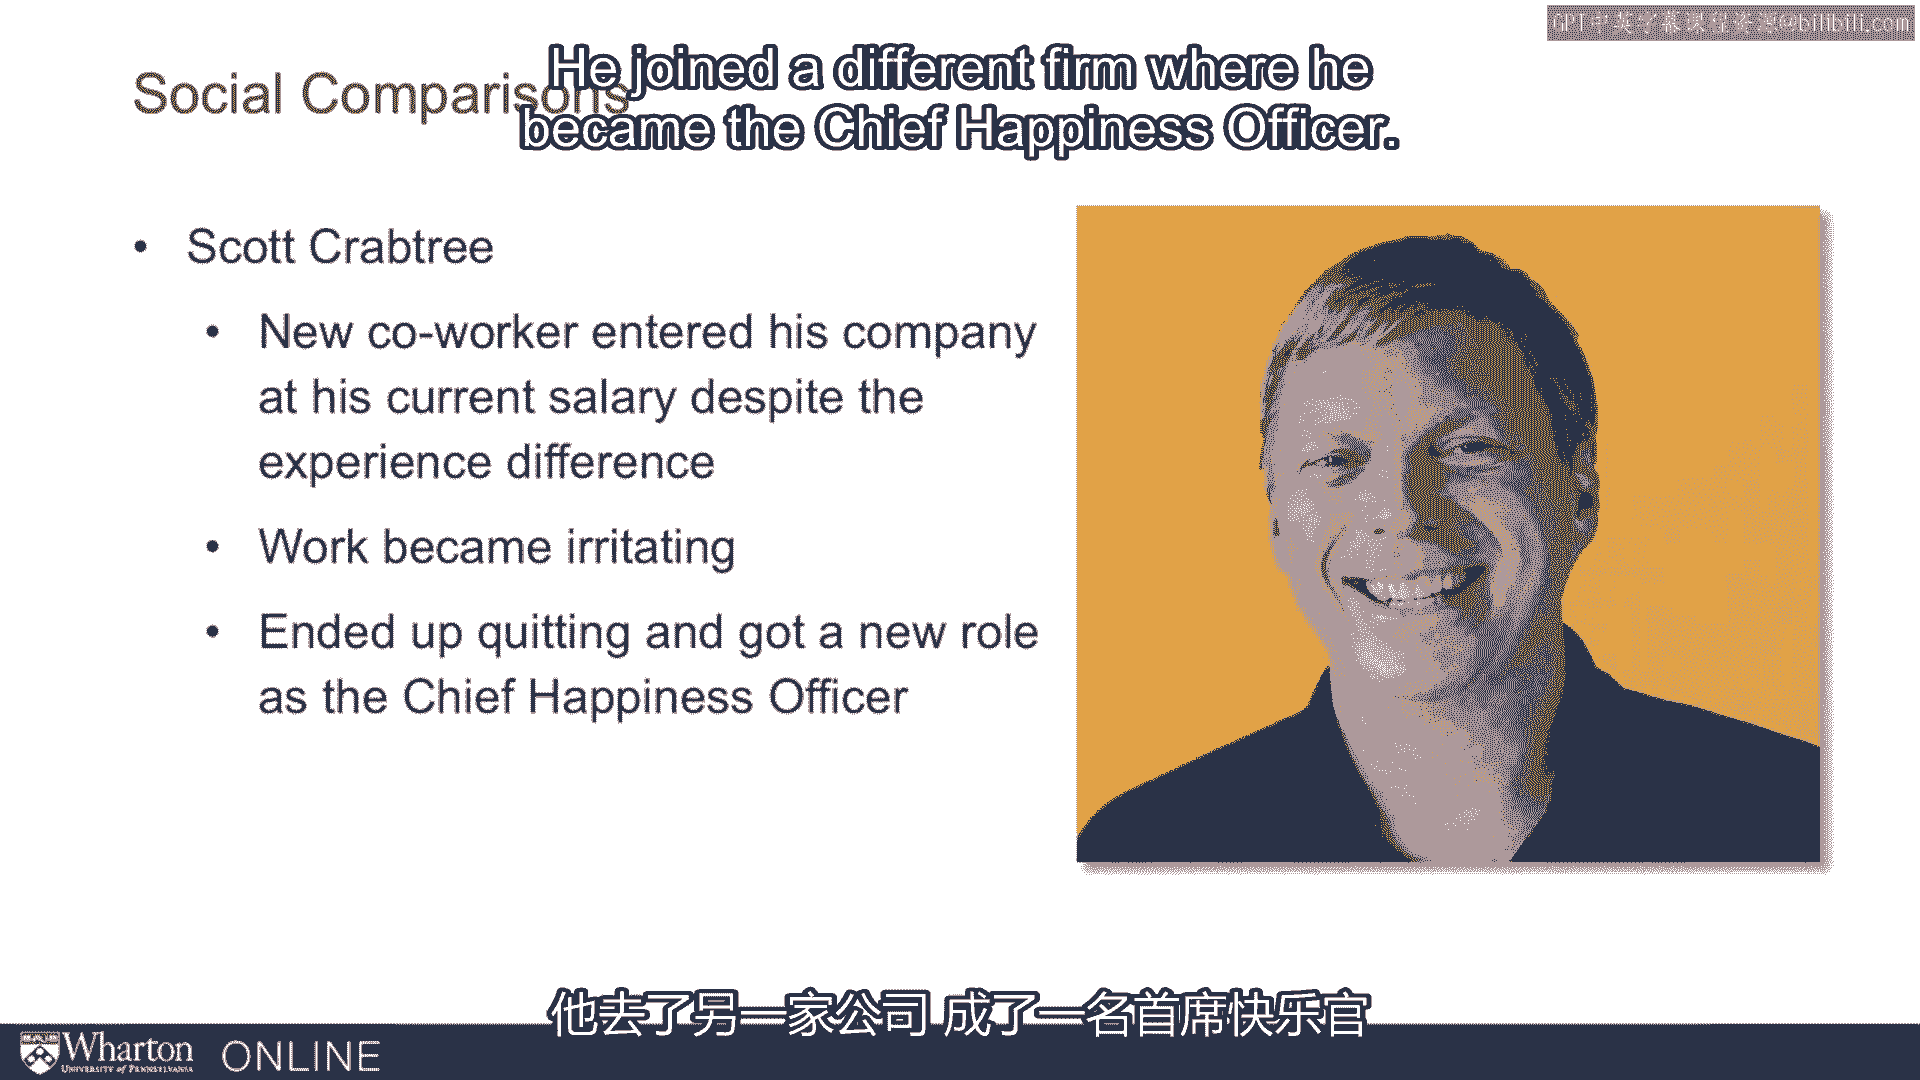 GPT中英字幕课程资源@bilibili.com
He joined a different firm where he
became the Chief Happiness Officer.
Social Comparisons
• Scott Crabtree
• New co-worker entered his company
at his current salary despite the
experience difference
• Work became irritating
• Ended up quitting and got a new role
as the Chief Happiness Officer
他去了另一家公司 成了一名首席快乐官
Wharton
UNIVERSITY of PENNSYLVANIA
ONLINE